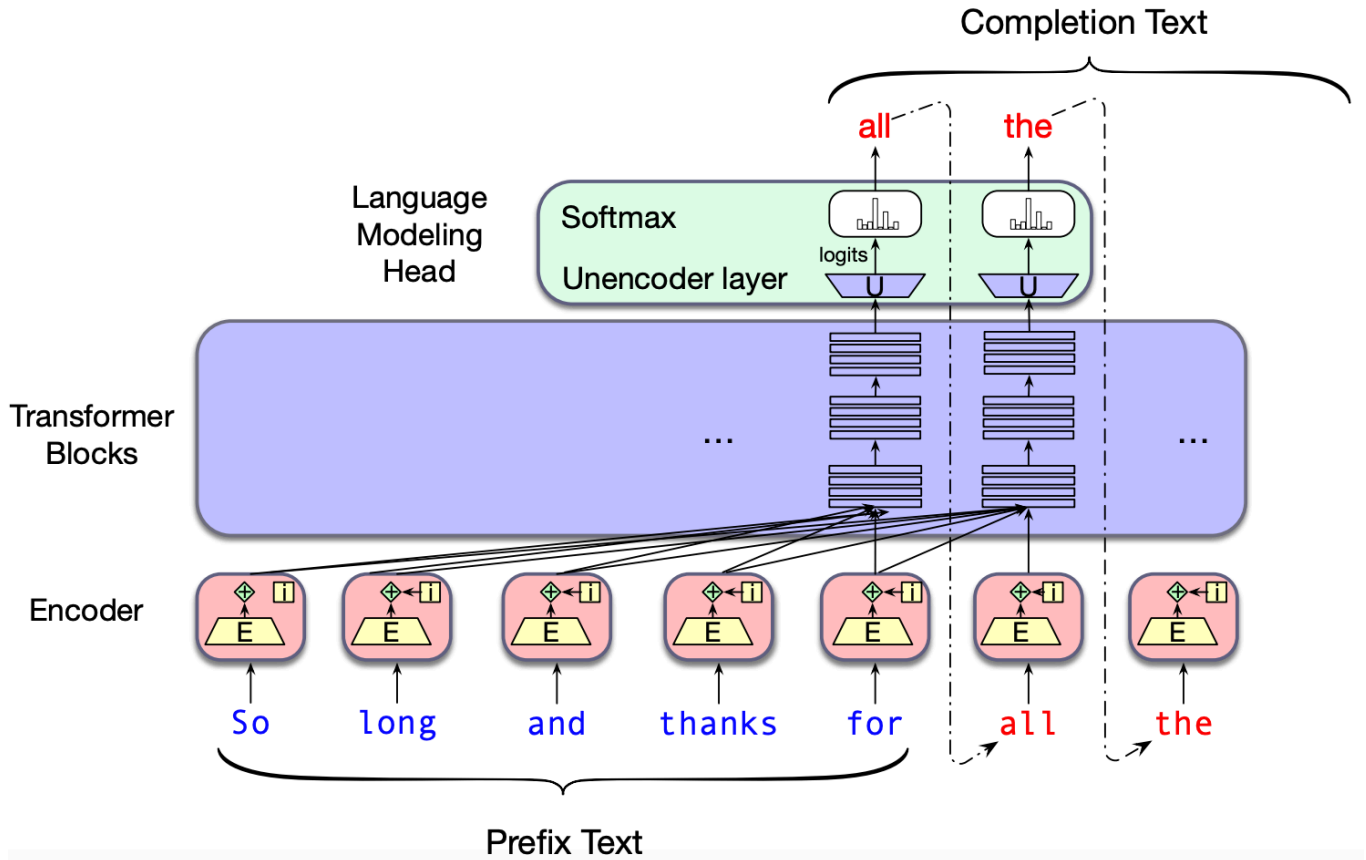 Completion Text
all the
Language
Modeling
Head
Softmax
logits
Unencoder layer
U U
Transformer
Blocks
... ...
Encoder
i i i i i i i
E E E E E E E
So long and thanks for all the
Prefix Text